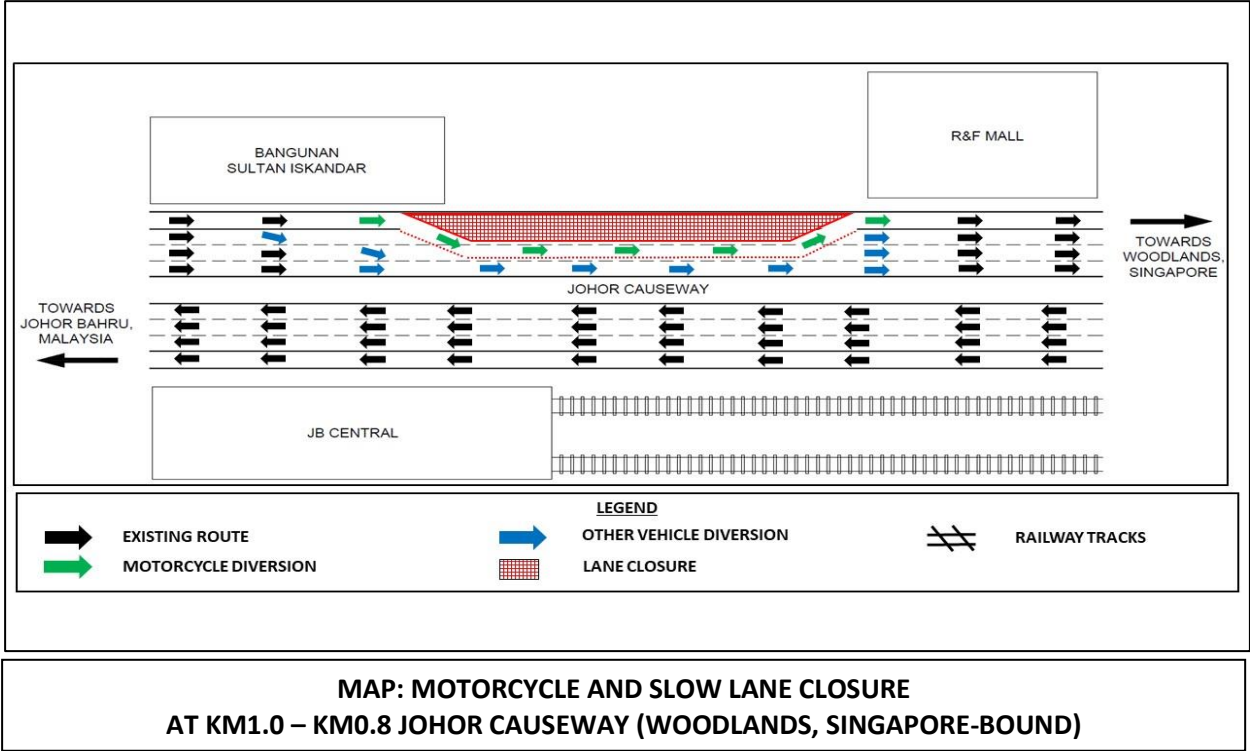 BANGUNAN
SULTAN ISKANDAR
R&F MALL
TOWARDS
WOODLANDS,
SINGAPORE
JOHOR CAUSEWAY
TOWARDS
JOHOR BAHRU,
MALAYSIA
JB CENTRAL
LEGEND
EXISTING ROUTE
OTHER VEHICLE DIVERSION
RAILWAY TRACKS
MOTORCYCLE DIVERSION
LANE CLOSURE
MAP: MOTORCYCLE AND SLOW LANE CLOSURE
AT KM1.0 – KM0.8 JOHOR CAUSEWAY (WOODLANDS, SINGAPORE-BOUND)